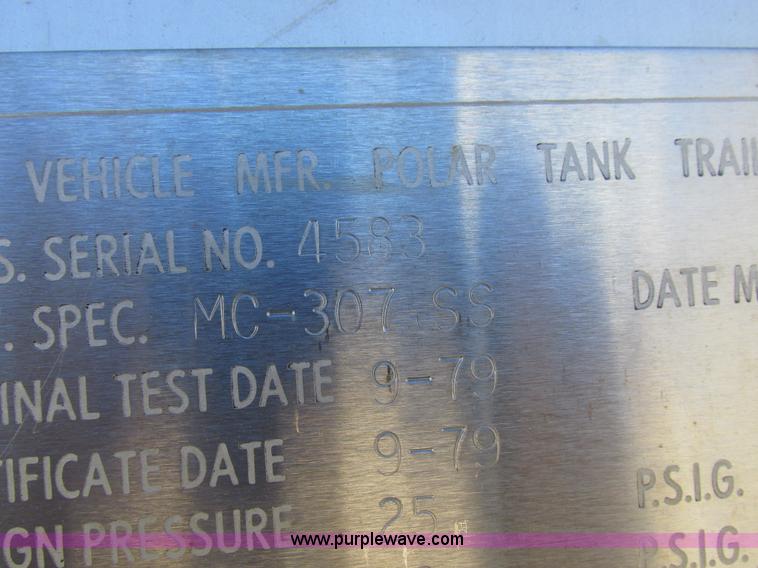 VEHICLE MFR. POLAR TANK TRAIL
S. SERIAL NO. 4583
. SPEC. MC-307.SS DATE M
INAL TEST DATE 9-79
TIFICATE DATE 9-79
P.S.I.G.
GN PRESSURE 25
P.S.I.G.
www.purplewave.com